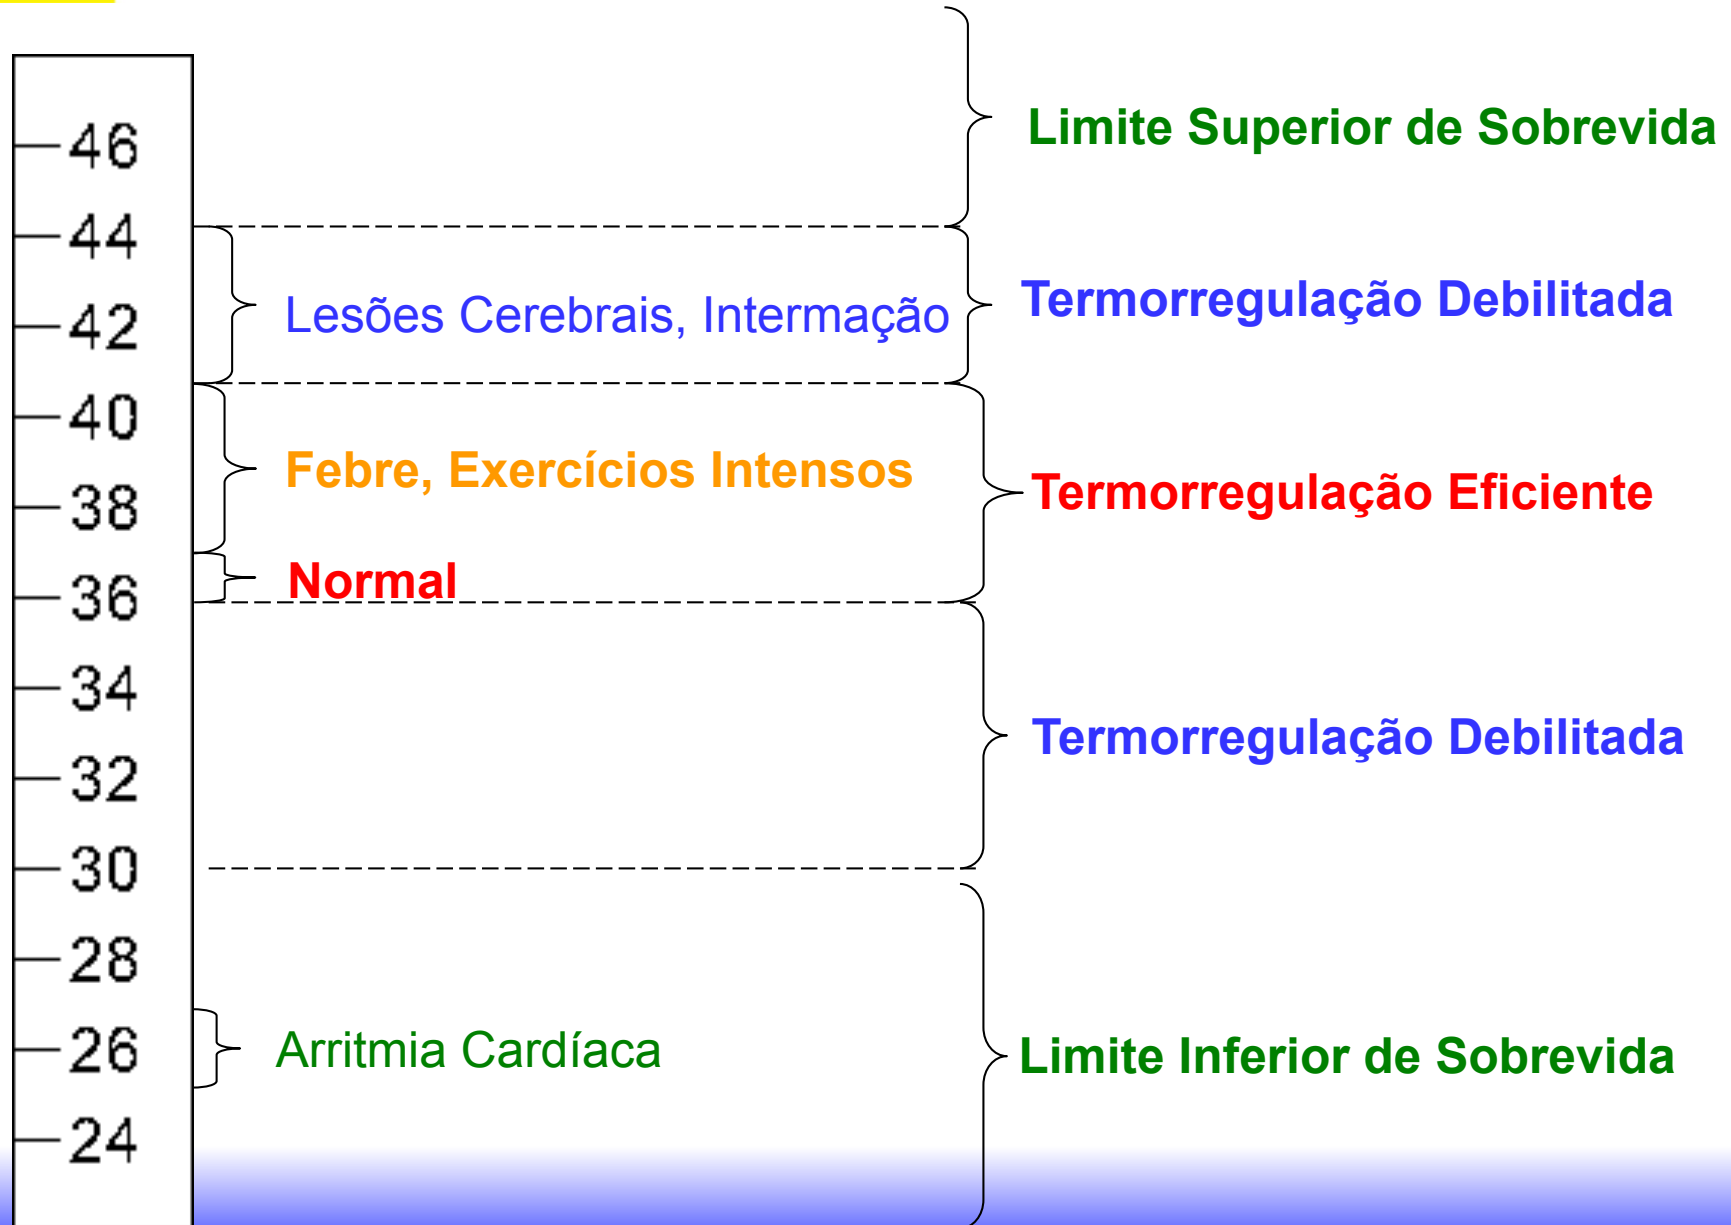 46
Limite Superior de Sobrevida
44
Lesões Cerebrais, Intermação
Termorregulação Debilitada
42
40
Febre, Exercícios Intensos
Termorregulação Eficiente
38
Normal
36
34
Termorregulação Debilitada
32
30
28
26
Arritmia Cardíaca
Limite Inferior de Sobrevida
24